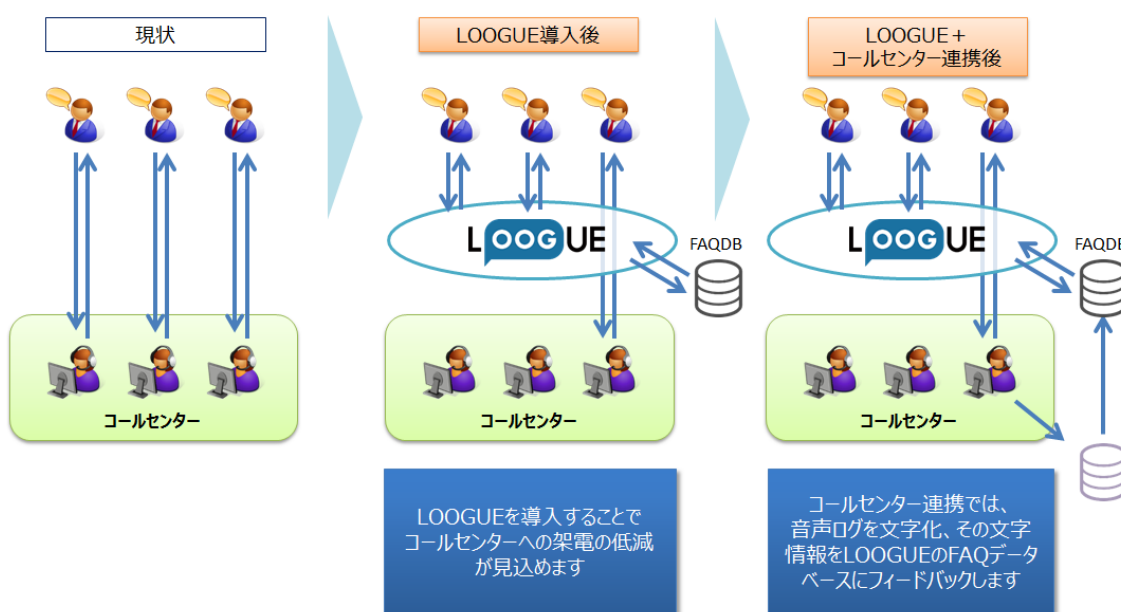 現状
LOOGUE導入後
LOOGUE＋
コールセンター連携後
LOOGUE
FAQDB
LOOGUE
FAQDB
コールセンター
コールセンター
コールセンター
LOOGUEを導入することで
コールセンターへの架電の低減
が見込めます
コールセンター連携では、
音声ログを文字化、その文字
情報をLOOGUEのFAQデータ
ベースにフィードバックします